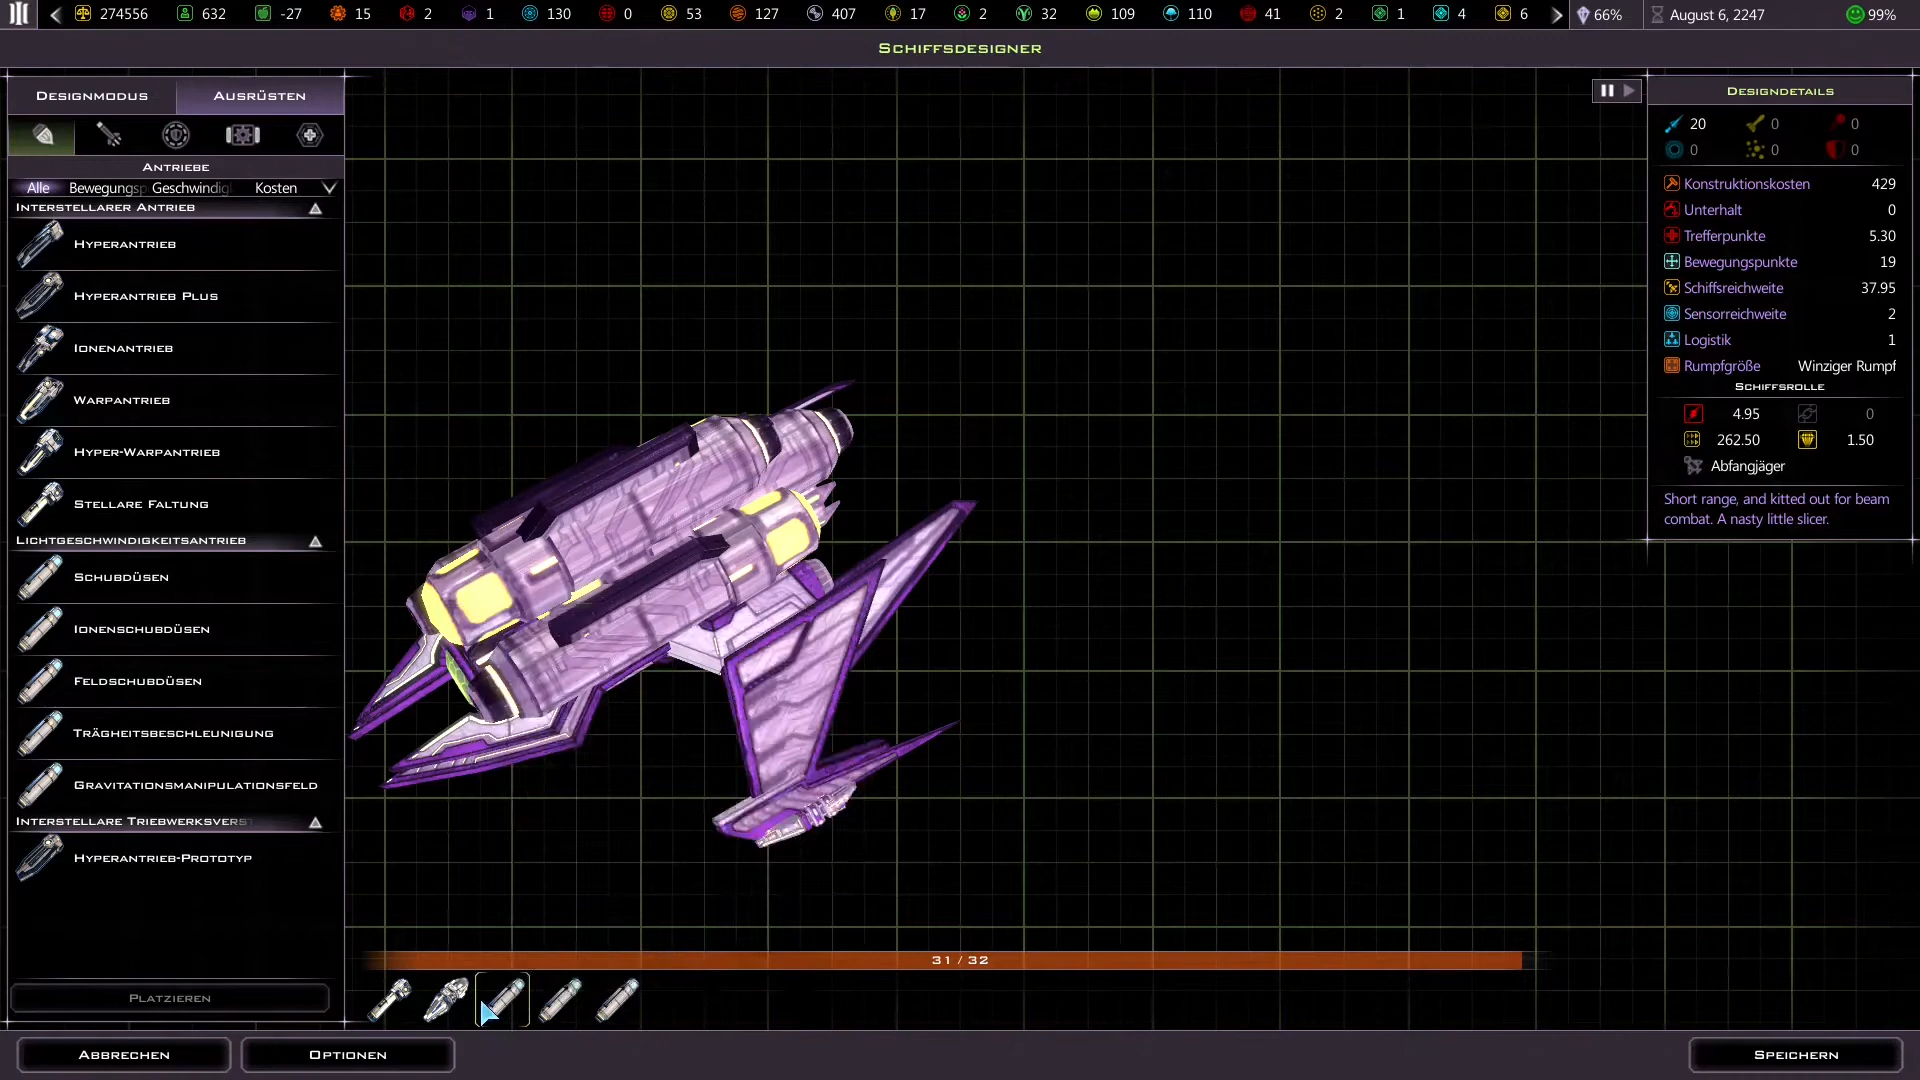 274556 632 -27 15 2 1 130 0 53 127 407 17 2 32 109 110 41 2 1 4 6 66% August 6, 2247 99%
Schiffsdesigner
Designmodus Ausrüsten
Antriebe
Alle Bewegungsp Geschwindig Kosten
Interstellarer Antrieb
Hyperantrieb
Hyperantrieb Plus
Ionenantrieb
Warpantrieb
Hyper-Warpantrieb
Stellare Faltung
Lichtgeschwindigkeitsantrieb
Schubdüsen
Ionenschubdüsen
Feldschubdüsen
Trägheitsbeschleunigung
Gravitationsmanipulationsfeld
Interstellare Triebwerksverst
Hyperantrieb-Prototyp
Platzieren
Designdetails
20 0 0
0 0 0
Konstruktionskosten 429
Unterhalt 0
Trefferpunkte 5.30
Bewegungspunkte 19
Schiffsreichweite 37.95
Sensorreichweite 2
Logistik 1
Rumpfgröße Winziger Rumpf
Schiffsrolle
4.95 0
262.50 1.50
Abfangjäger
Short range, and kitted out for beam
combat. A nasty little slicer.
31 / 32
Abbrechen Optionen Speichern